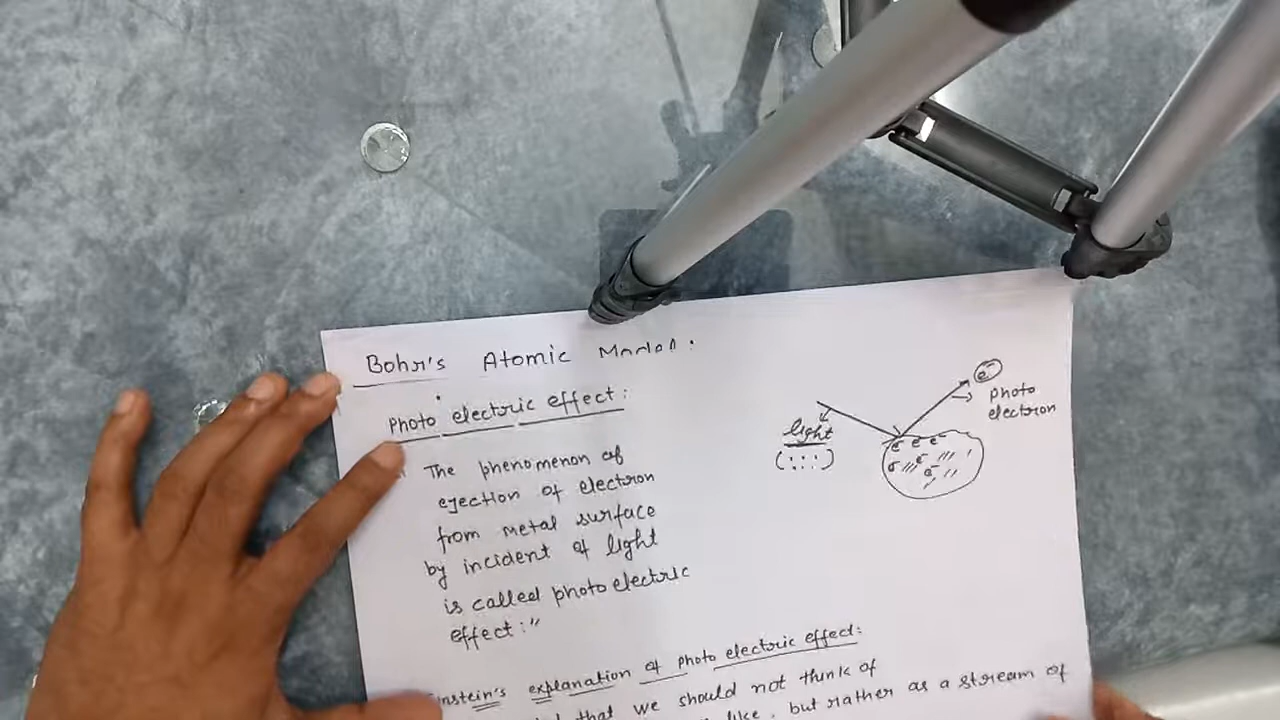 Bohr's Atomic Model:
Photo electric effect:
The phenomenon of
ejection of electron
from metal surface
by incident of light
is called photo electric
effect:"
light
(:::)
e-
photo
electron
e- e- e-
e- e-
e-
explanation of photo electric effect:
that we should not think of
like, but rather as a stream of